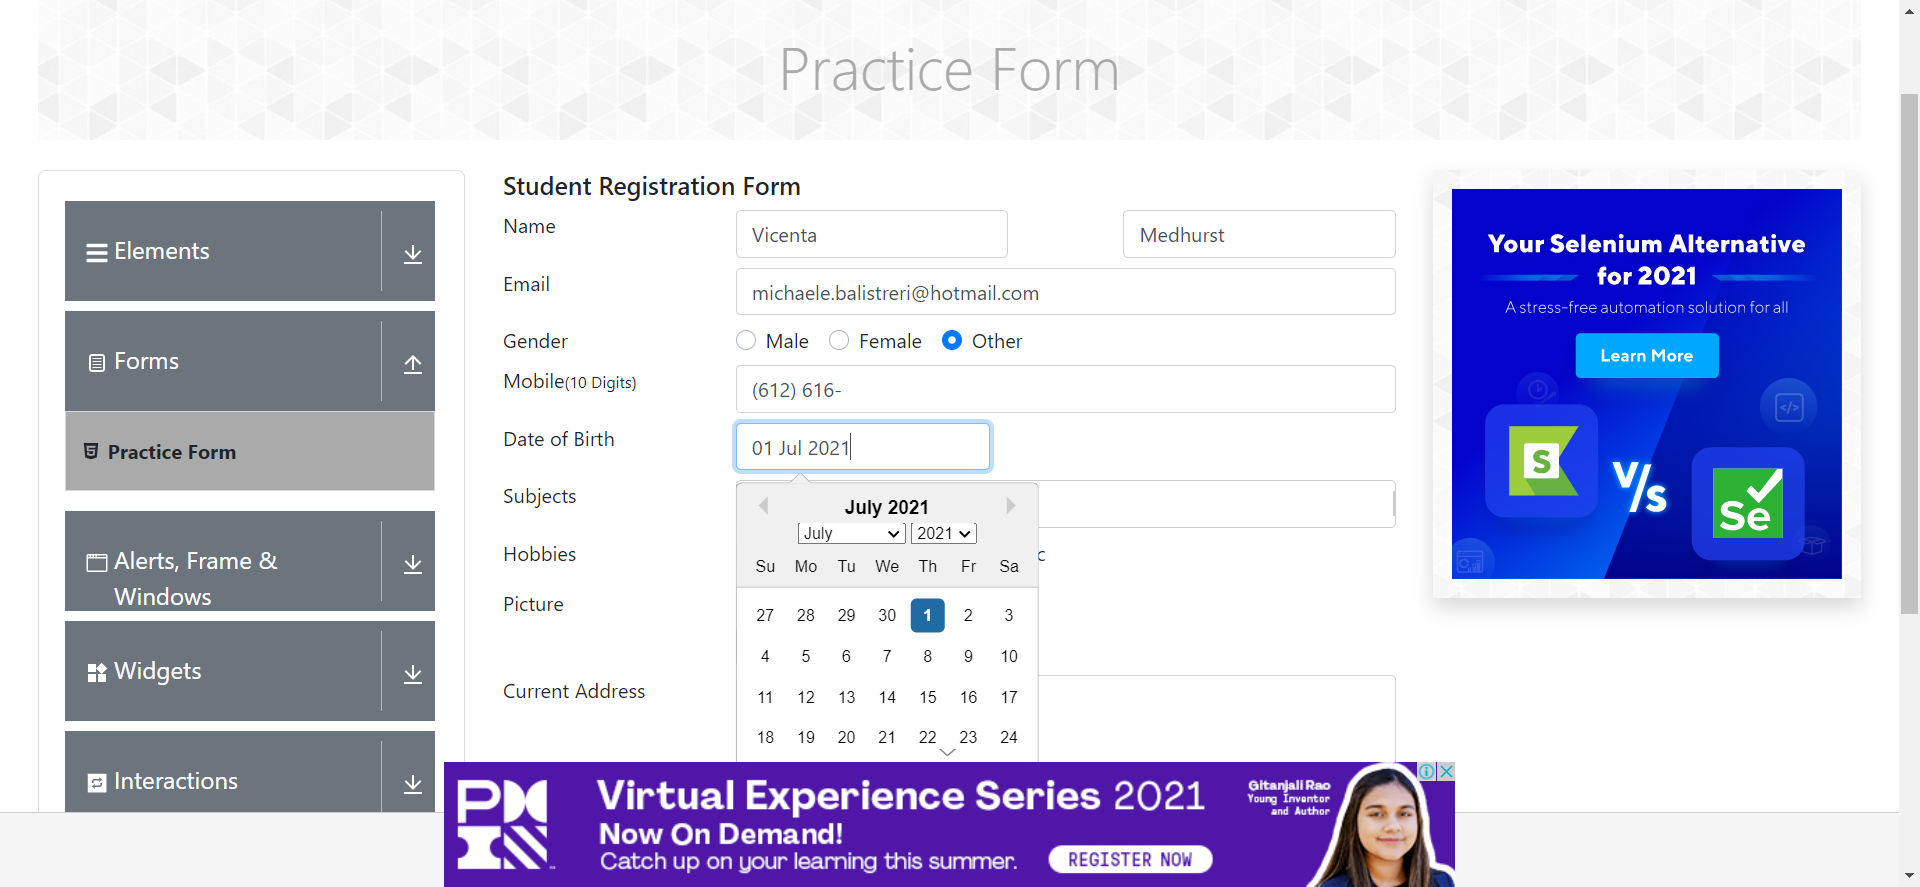 Practice Form
Elements
Forms
Practice Form
Alerts, Frame &
Windows
Widgets
Interactions
Student Registration Form
Name
Vicenta
Medhurst
Email
michaele.balistreri@hotmail.com
Gender
Male
Female
Other
Mobile(10 Digits)
(612) 616-
Date of Birth
01 Jul 2021
Subjects
July 2021
July
2021
Su Mo Tu We Th Fr Sa
27 28 29 30 1 2 3
4 5 6 7 8 9 10
11 12 13 14 15 16 17
18 19 20 21 22 23 24
Hobbies
c
Picture
Current Address
Your Selenium Alternative
for 2021
A stress-free automation solution for all
Learn More
S
V/s
Se
PMI
Virtual Experience Series 2021
Now On Demand!
Catch up on your learning this summer.
REGISTER NOW
Gitanjali Rao
Young Inventor
and Author